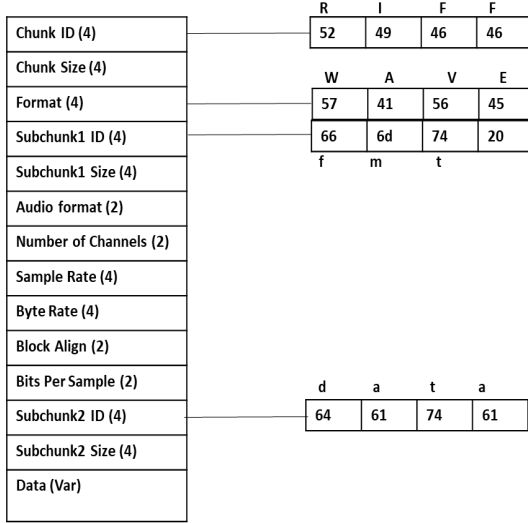 R I F F
Chunk ID (4) 52 49 46 46
Chunk Size (4)
W A V E
Format (4) 57 41 56 45
Subchunk1 ID (4) 66 6d 74 20
f m t
Subchunk1 Size (4)
Audio format (2)
Number of Channels (2)
Sample Rate (4)
Byte Rate (4)
Block Align (2)
Bits Per Sample (2)
d a t a
Subchunk2 ID (4) 64 61 74 61
Subchunk2 Size (4)
Data (Var)